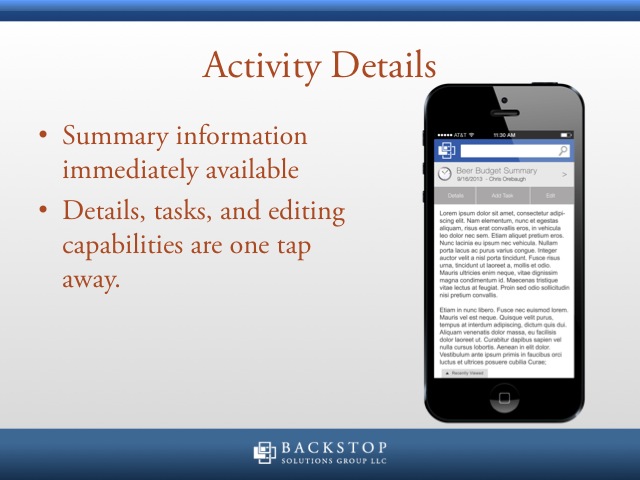 Activity Details
• Summary information
immediately available
• Details, tasks, and editing
capabilities are one tap
away.
AT&T 11:30 AM
Beer Budget Summary
9/16/2013 - Chris Orebaugh >
Details Add Task Edit
Lorem ipsum dolor sit amet, consectetur adipi-
scing elit. Nam elementum, nunc et egestas
aliquam, risus erat convallis eros, in vehicula
leo dolor nec sem. Etiam aliquet pretium eros.
Nunc lacinia eu ipsum nec vehicula. Nullam
porta lacus ac purus varius congue. Integer
auctor velit a nisl porta tincidunt. Fusce risus
urna, tincidunt ut laoreet a, mollis et odio.
Mauris ultricies enim neque, vitae dignissim
magna condimentum id. Maecenas tristique
vitae lectus at feugiat. Proin sed odio sollicitudin
nisi pretium convallis.
Etiam in nunc libero. Fusce nec euismod lorem.
Mauris vel est neque. Quisque velit purus,
tempus at interdum adipiscing, dictum quis dui.
Aliquam venenatis dolor massa, eu facilisis
dolor laoreet ut. Curabitur dapibus sapien vel
nulla cursus lobortis. Aenean in elit dolor.
Vestibulum ante ipsum primis in faucibus orci
luctus et ultrices posuere cubilia Curae;
▲ Recently Viewed
BACKSTOP
SOLUTIONS GROUP LLC